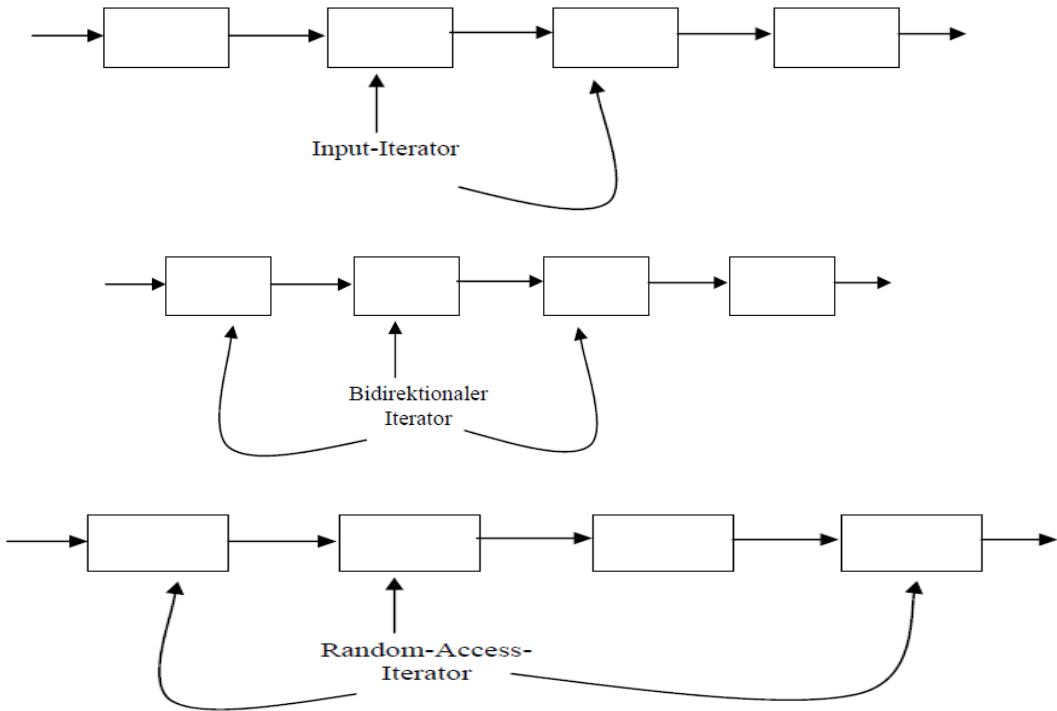 Input-Iterator
Bidirektionaler
Iterator
Random-Access-
Iterator